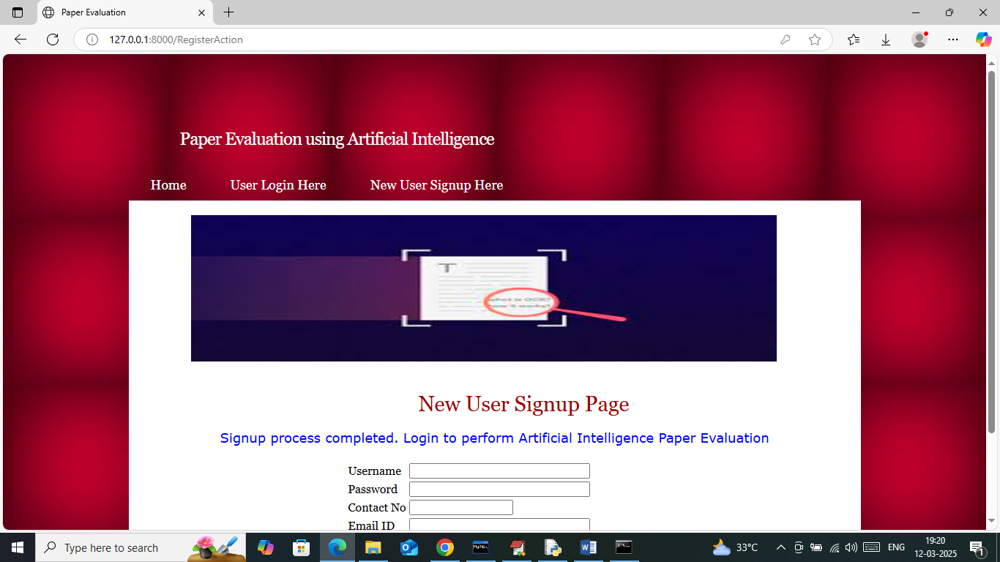 Paper Evaluation
127.0.0.1:8000/RegisterAction
Paper Evaluation using Artificial Intelligence
Home User Login Here New User Signup Here
T
what is OCR?
how it works?
New User Signup Page
Signup process completed. Login to perform Artificial Intelligence Paper Evaluation
Username
Password
Contact No
Email ID
Type here to search
MySQL
33°C
ENG
19:20
12-03-2025
1